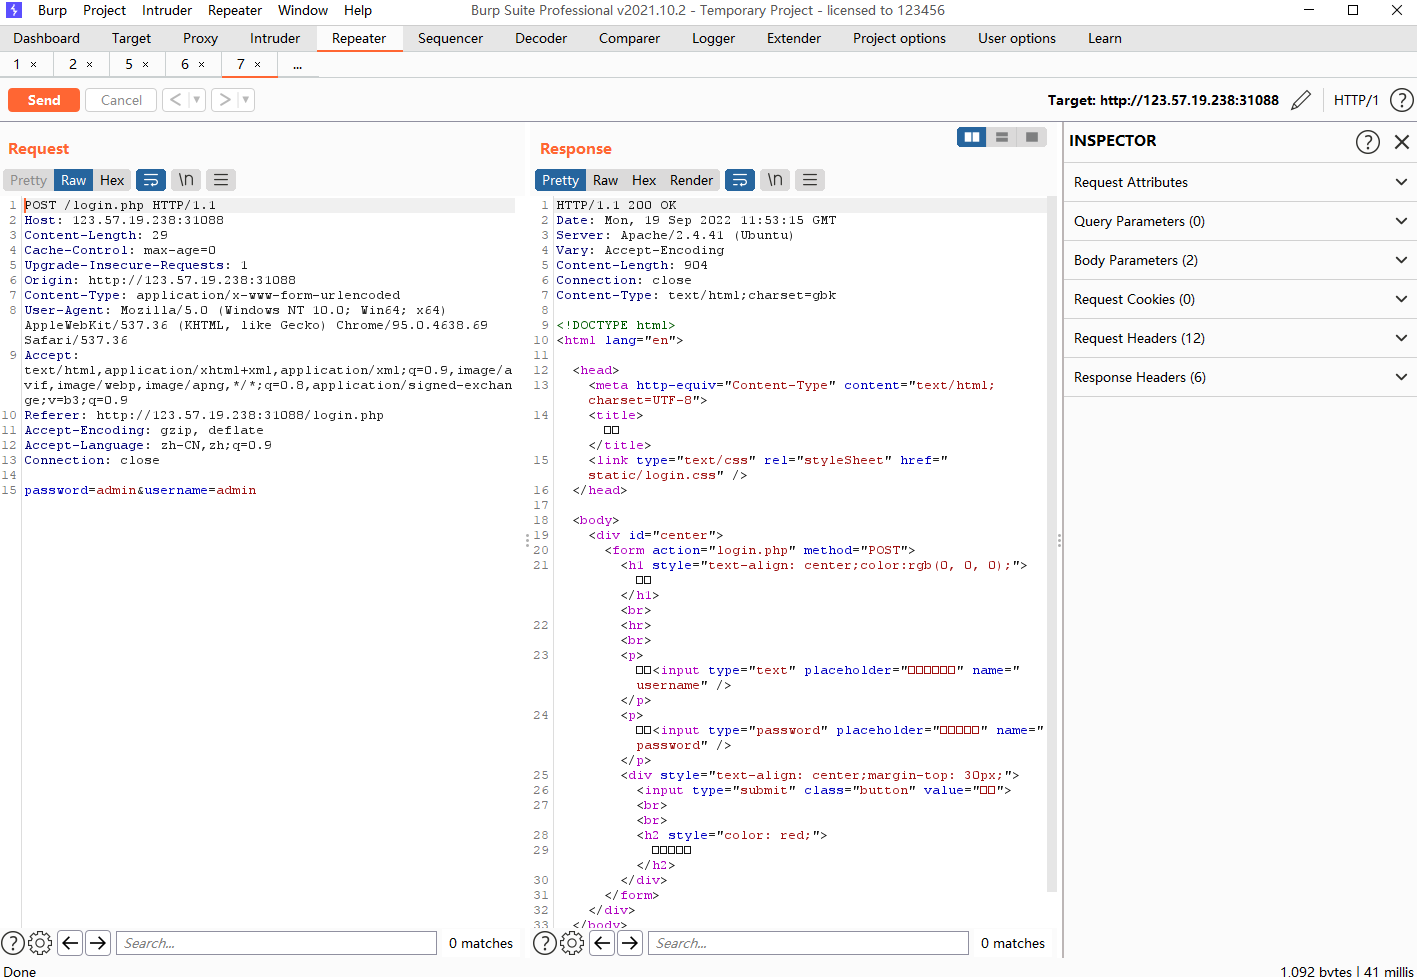 Burp Project Intruder Repeater Window Help Burp Suite Professional v2021.10.2 - Temporary Project - licensed to 123456
Dashboard Target Proxy Intruder Repeater Sequencer Decoder Comparer Logger Extender Project options User options Learn
1 × 2 × 5 × 6 × 7 × ...
Send Cancel < > Target: http://123.57.19.238:31088 HTTP/1 ?
Request
Pretty Raw Hex \n
1 POST /login.php HTTP/1.1
2 Host: 123.57.19.238:31088
3 Content-Length: 29
4 Cache-Control: max-age=0
5 Upgrade-Insecure-Requests: 1
6 Origin: http://123.57.19.238:31088
7 Content-Type: application/x-www-form-urlencoded
8 User-Agent: Mozilla/5.0 (Windows NT 10.0; Win64; x64)
AppleWebKit/537.36 (KHTML, like Gecko) Chrome/95.0.4638.69
Safari/537.36
9 Accept:
text/html,application/xhtml+xml,application/xml;q=0.9,image/a
vif,image/webp,image/apng,*/*;q=0.8,application/signed-exchan
ge;v=b3;q=0.9
10 Referer: http://123.57.19.238:31088/login.php
11 Accept-Encoding: gzip, deflate
12 Accept-Language: zh-CN,zh;q=0.9
13 Connection: close
14
15 password=admin&username=admin
? Search... 0 matches
Response
Pretty Raw Hex Render \n
1 HTTP/1.1 200 OK
2 Date: Mon, 19 Sep 2022 11:53:15 GMT
3 Server: Apache/2.4.41 (Ubuntu)
4 Vary: Accept-Encoding
5 Content-Length: 904
6 Connection: close
7 Content-Type: text/html;charset=gbk
8
9 <!DOCTYPE html>
10 <html lang="en">
11
12 <head>
13 <meta http-equiv="Content-Type" content="text/html;
charset=UTF-8">
14 <title>
□□
</title>
15 <link type="text/css" rel="styleSheet" href="
static/login.css" />
16 </head>
17
18 <body>
19 <div id="center">
20 <form action="login.php" method="POST">
21 <h1 style="text-align: center;color:rgb(0, 0, 0);">
□□
</h1>
<br>
22 <hr>
<br>
23 <p>
□□<input type="text" placeholder="□□□□□□" name="
username" />
</p>
24 <p>
□□<input type="password" placeholder="□□□□□" name="
password" />
</p>
25 <div style="text-align: center;margin-top: 30px;">
26 <input type="submit" class="button" value="□□">
27 <br>
<br>
28 <h2 style="color: red;">
29 □□□□□
</h2>
30 </div>
31 </form>
32 </div>
33 </body>
? Search... 0 matches
INSPECTOR ?
Request Attributes
Query Parameters (0)
Body Parameters (2)
Request Cookies (0)
Request Headers (12)
Response Headers (6)
Done 1,092 bytes | 41 millis